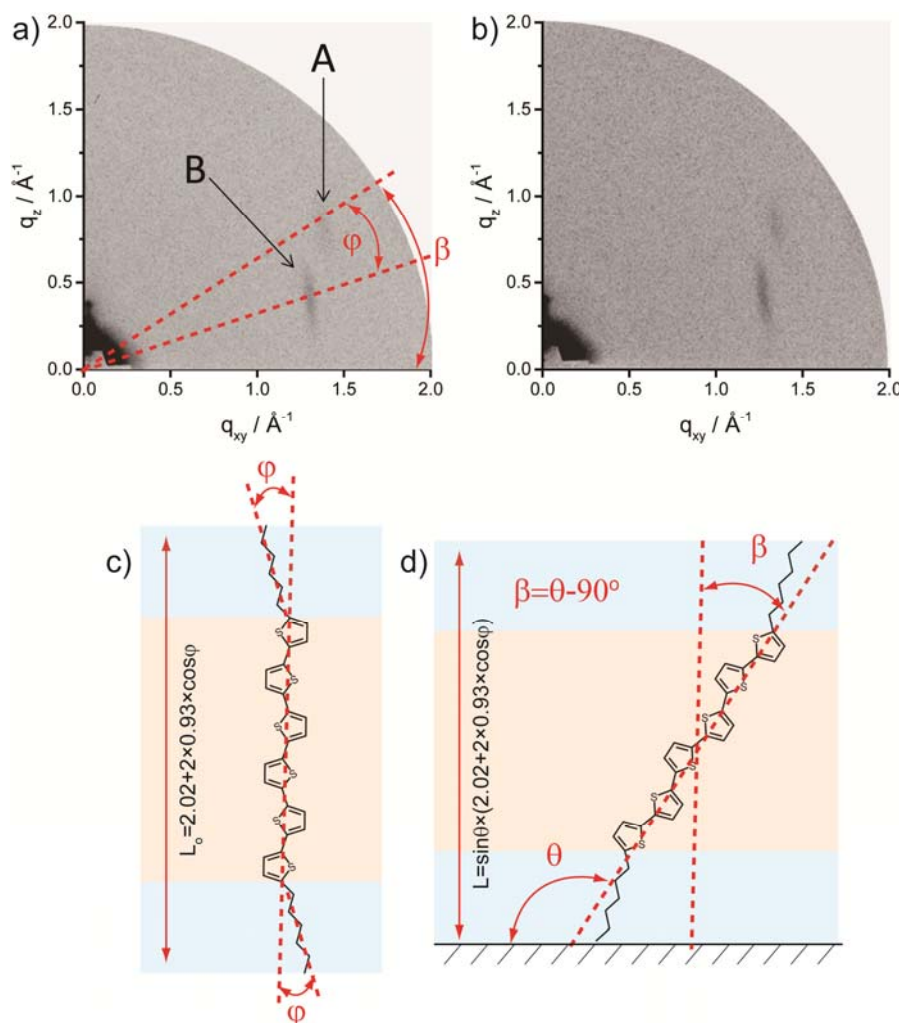 a)
2.0
1.5
1.0
0.5
0.0
q_z / Å⁻¹
0.0 0.5 1.0 1.5 2.0
q_xy / Å⁻¹
A
B
φ
β
b)
2.0
1.5
1.0
0.5
0.0
q_z / Å⁻¹
0.0 0.5 1.0 1.5 2.0
q_xy / Å⁻¹
c)
φ
L₀=2.02+2×0.93×cosφ
S
S
S
S
S
S
φ
d)
β
β=θ-90°
L=sinθ×(2.02+2×0.93×cosφ)
S
S
S
S
S
S
θ